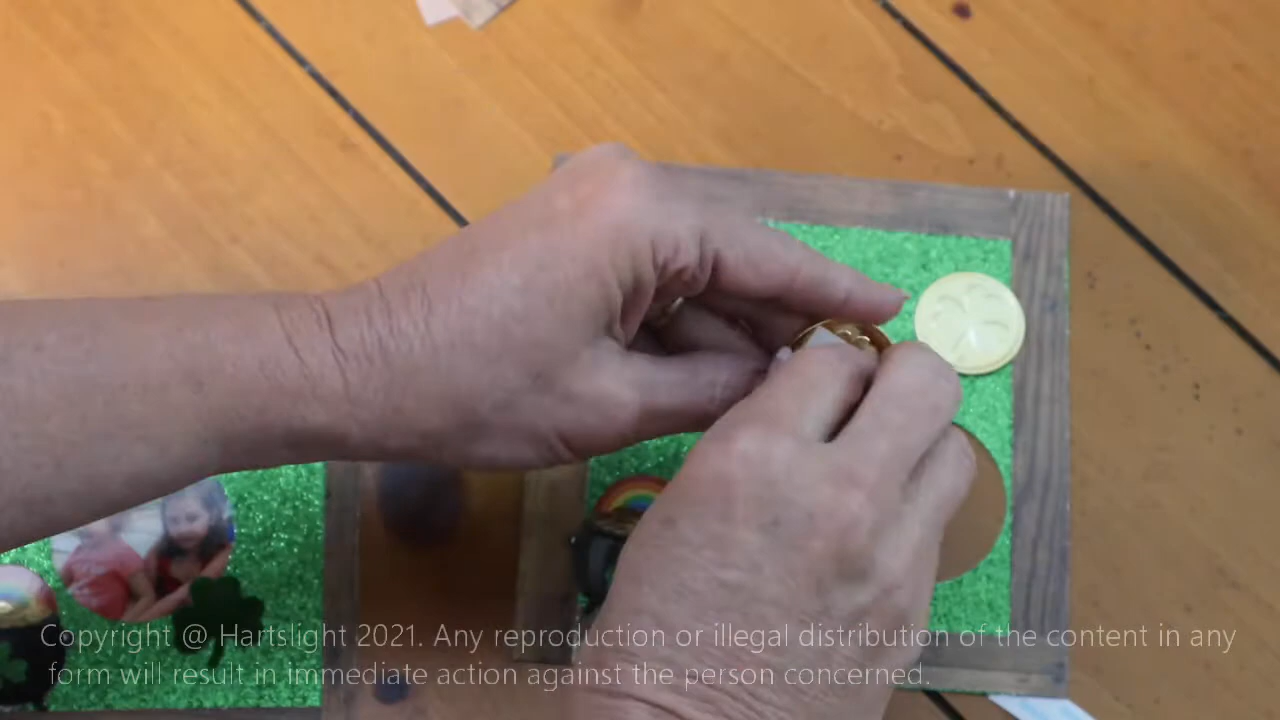 Copyright @ Hartslight 2021. Any reproduction or illegal distribution of the content in any
form will result in immediate action against the person concerned.